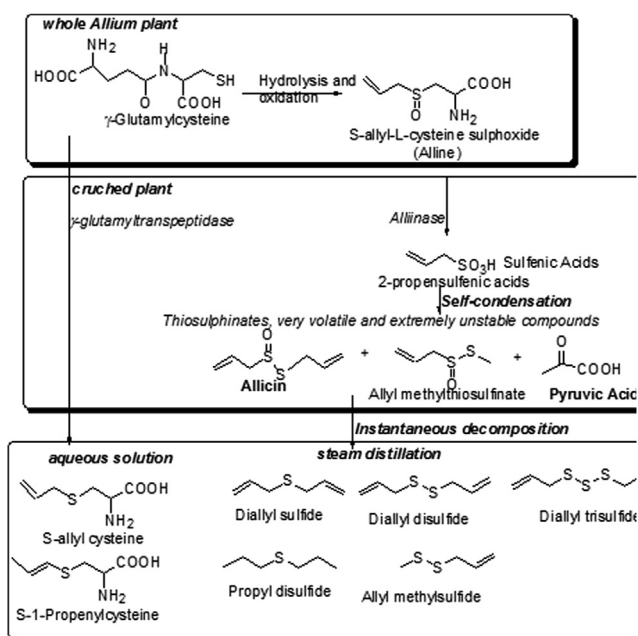 whole Allium plant
NH2
H
HOOC
N
SH
O
COOH
γ-Glutamylcysteine
Hydrolysis and
oxidation
S
O
COOH
NH2
S-allyl-L-cysteine sulphoxide
(Alline)
cruched plant
γ-glutamyltranspeptidase
Alliinase
SO3H Sulfenic Acids
2-propensulfenic acids
Self-condensation
Thiosulphinates, very volatile and extremely unstable compounds
O
S
S
Allicin
+
S
S
O
Allyl methylthiosulfinate
+
O
COOH
Pyruvic Acid
Instantaneous decomposition
aqueous solution
steam distillation
S
COOH
NH2
S-allyl cysteine
S
Diallyl sulfide
S
S
Diallyl disulfide
S
S
S
Diallyl trisulfide
S
COOH
NH2
S-1-Propenylcysteine
S
Propyl disulfide
S
S
Allyl methylsulfide